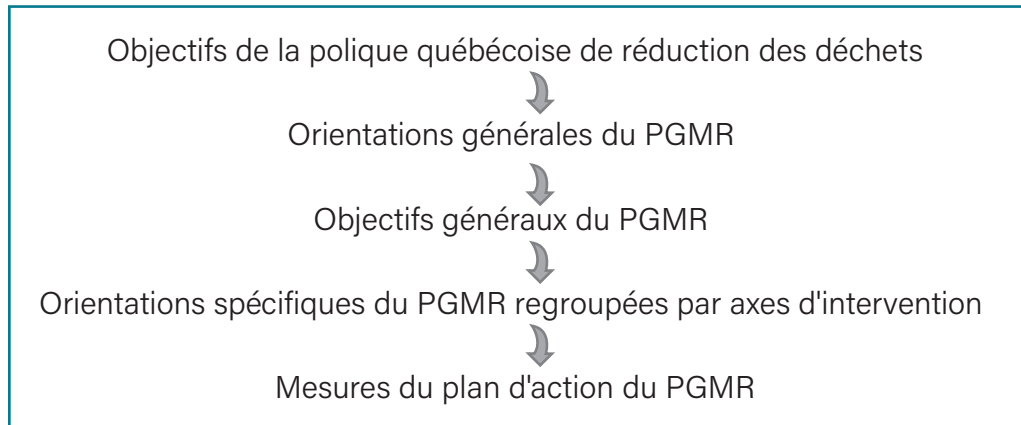 Objectifs de la polique québécoise de réduction des déchets
Orientations générales du PGMR
Objectifs généraux du PGMR
Orientations spécifiques du PGMR regroupées par axes d'intervention
Mesures du plan d'action du PGMR